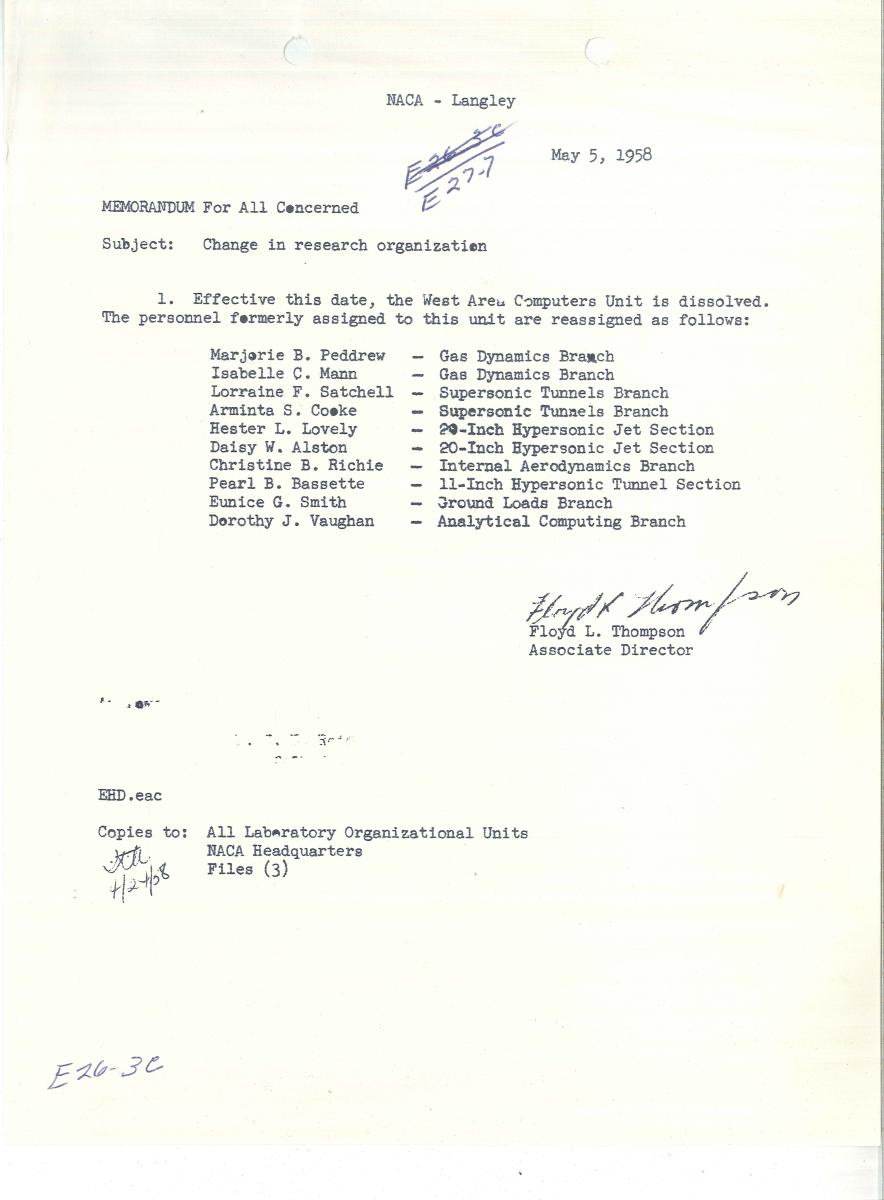 NACA - Langley
E26-3C
E27-7
May 5, 1958
MEMORANDUM For All Concerned
Subject: Change in research organization
1. Effective this date, the West Area Computers Unit is dissolved.
The personnel formerly assigned to this unit are reassigned as follows:
Marjorie B. Peddrew — Gas Dynamics Branch
Isabelle C. Mann — Gas Dynamics Branch
Lorraine F. Satchell — Supersonic Tunnels Branch
Arminta S. Cooke — Supersonic Tunnels Branch
Hester L. Lovely — 20-Inch Hypersonic Jet Section
Daisy W. Alston — 20-Inch Hypersonic Jet Section
Christine B. Richie — Internal Aerodynamics Branch
Pearl B. Bassette — 11-Inch Hypersonic Tunnel Section
Eunice G. Smith — Ground Loads Branch
Dorothy J. Vaughan — Analytical Computing Branch
Floyd L Thompson
Floyd L. Thompson
Associate Director
EHD.eac
Copies to: All Laboratory Organizational Units
NACA Headquarters
Files (3)
E26-3C